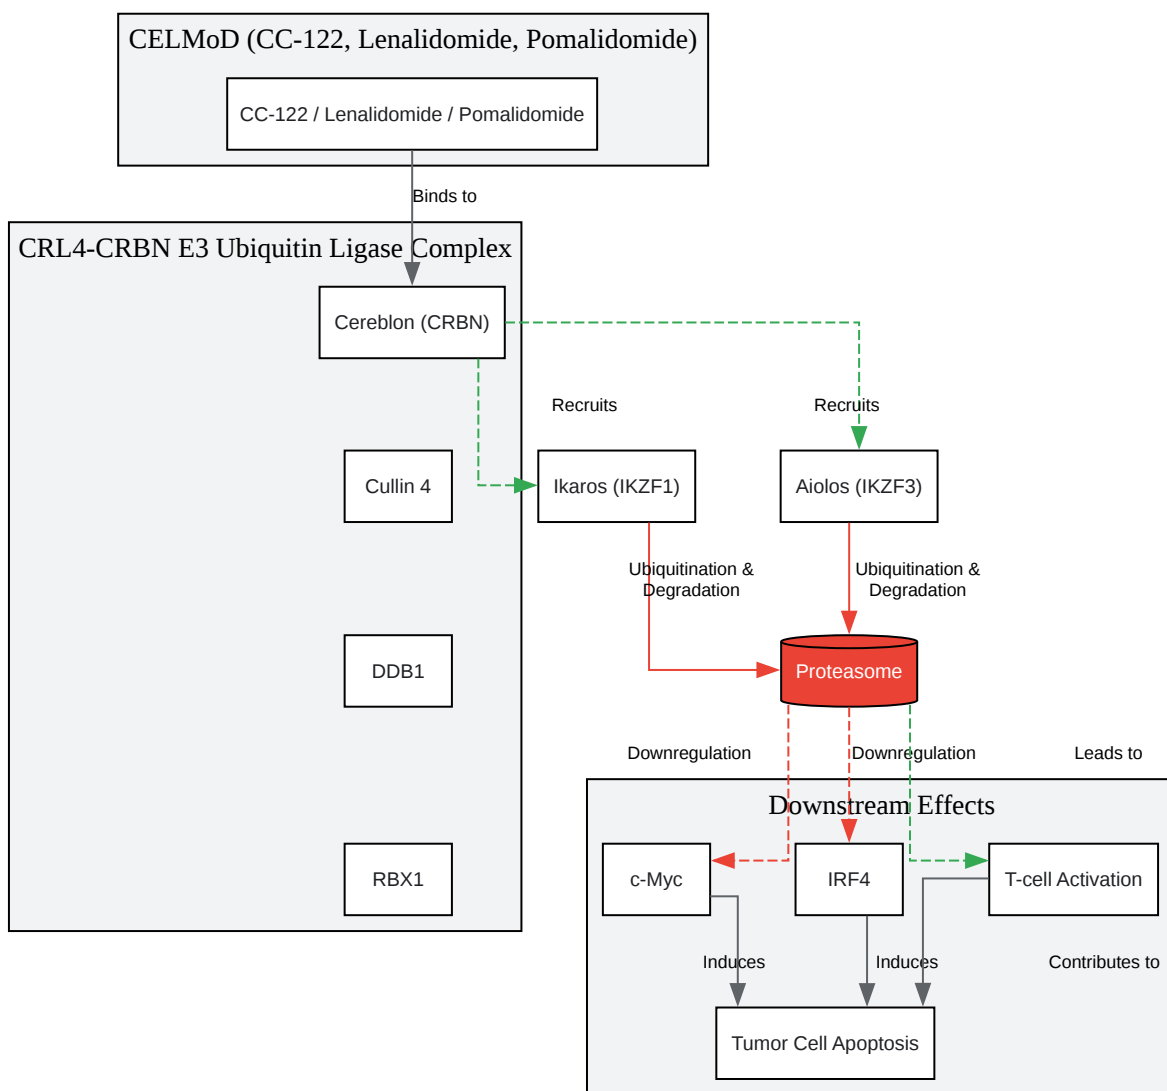 CELMoD (CC-122, Lenalidomide, Pomalidomide)
CC-122 / Lenalidomide / Pomalidomide
Binds to
CRL4-CRBN E3 Ubiquitin Ligase Complex
Cereblon (CRBN)
Recruits
Recruits
Cullin 4
Ikaros (IKZF1)
Aiolos (IKZF3)
Ubiquitination &
Degradation
Ubiquitination &
Degradation
DDB1
Proteasome
Downregulation
Downregulation
Leads to
Downstream Effects
RBX1
c-Myc
IRF4
T-cell Activation
Induces
Induces
Contributes to
Tumor Cell Apoptosis